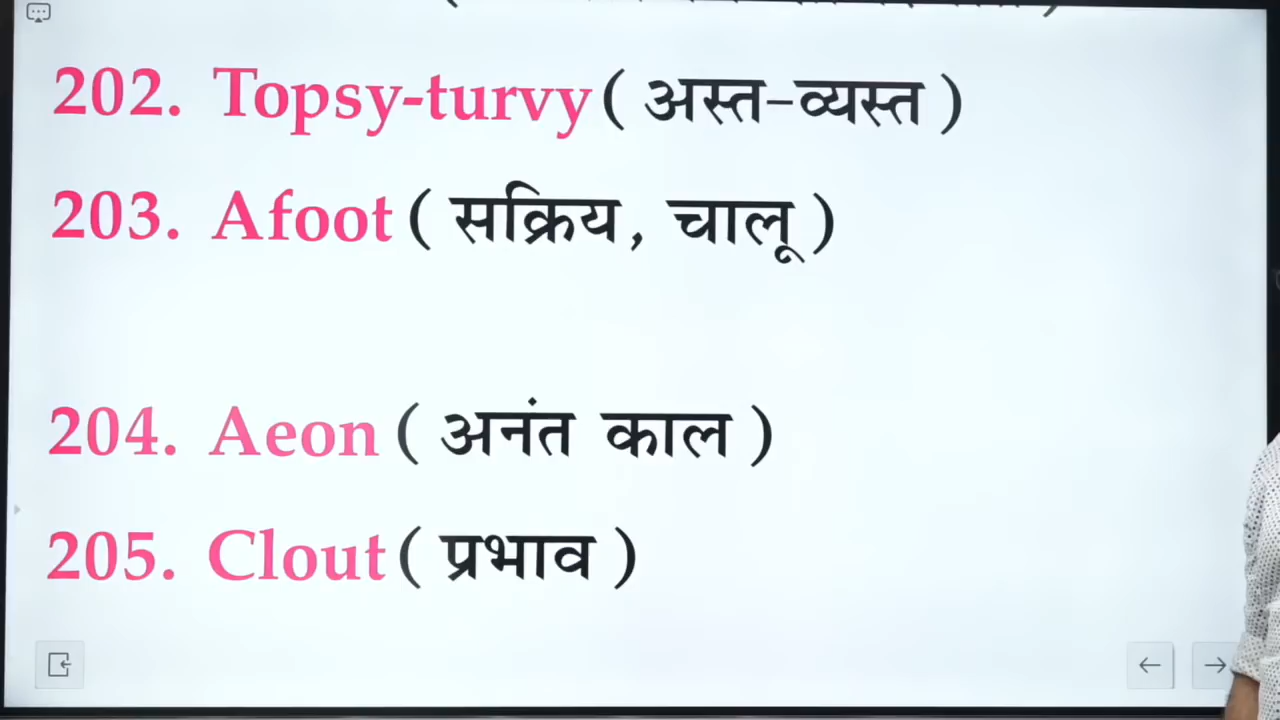 202. Topsy-turvy ( अस्त-व्यस्त )
203. Afoot ( सक्रिय, चालू )
204. Aeon ( अनंत काल )
205. Clout ( प्रभाव )